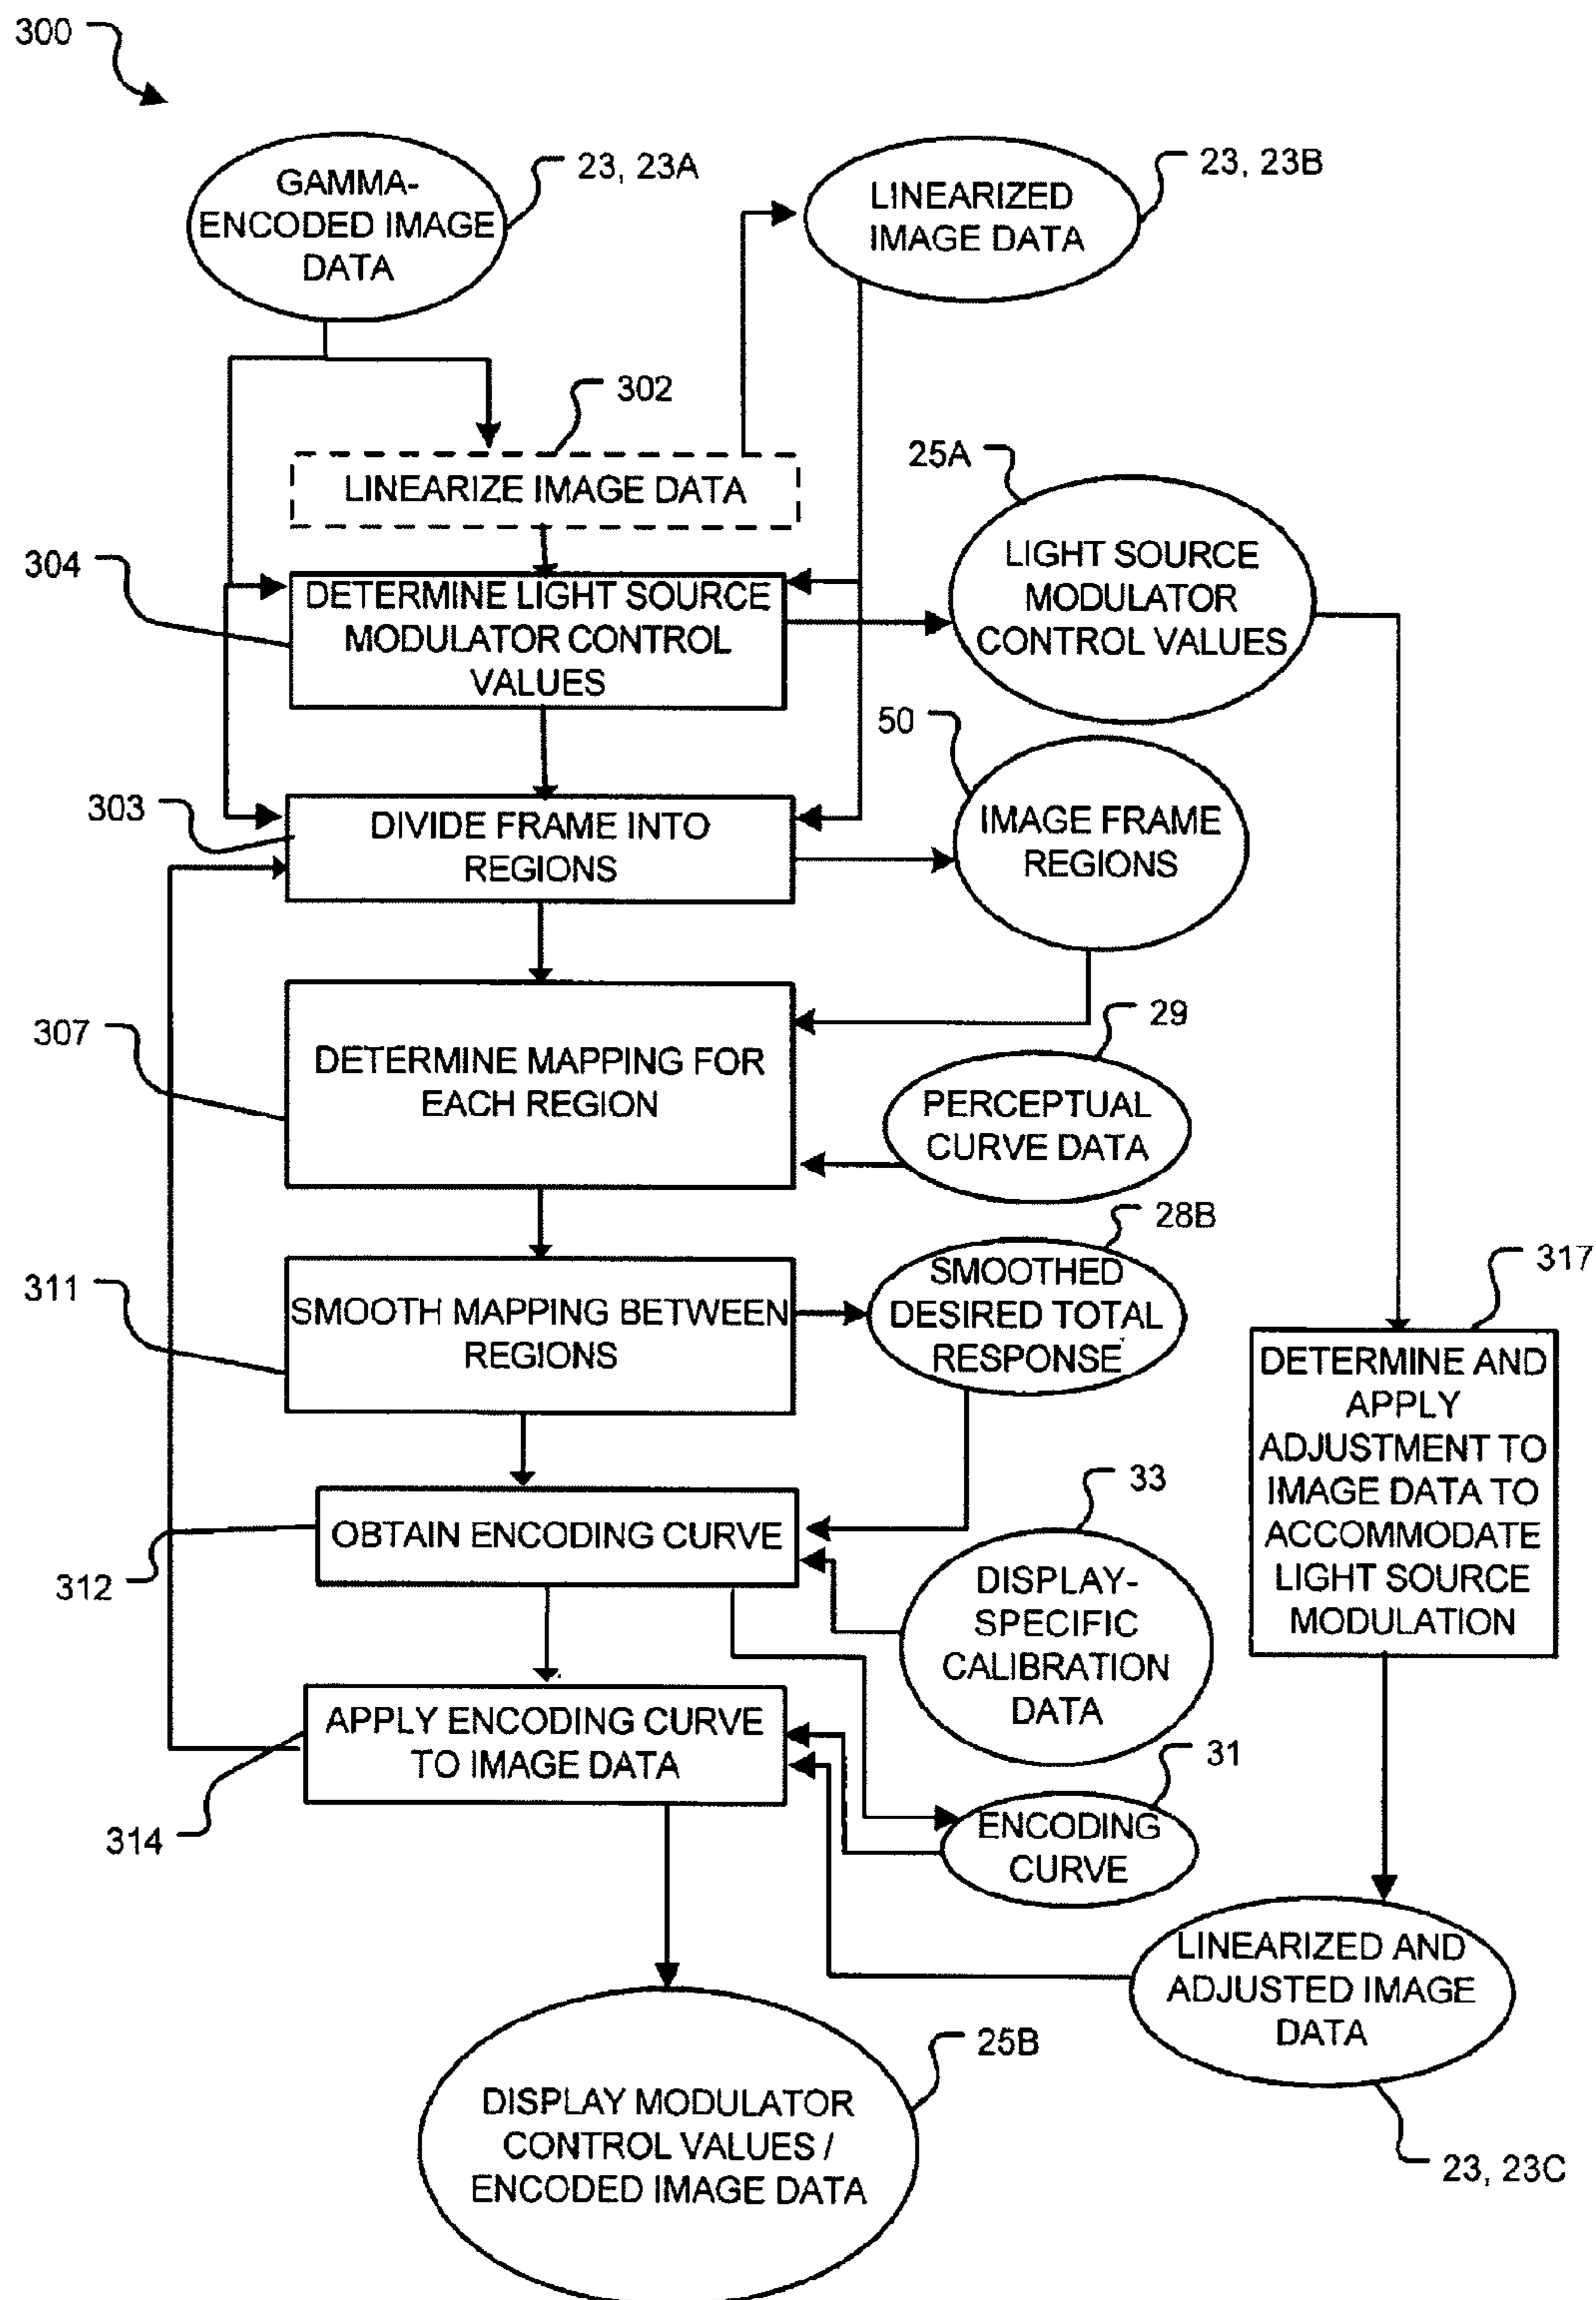 300
GAMMA-
ENCODED IMAGE
DATA
23, 23A
LINEARIZED
IMAGE DATA
23, 23B
302
LINEARIZE IMAGE DATA
25A
LIGHT SOURCE
MODULATOR
CONTROL VALUES
304
DETERMINE LIGHT SOURCE
MODULATOR CONTROL
VALUES
50
IMAGE FRAME
REGIONS
303
DIVIDE FRAME INTO
REGIONS
307
DETERMINE MAPPING FOR
EACH REGION
29
PERCEPTUAL
CURVE DATA
28B
SMOOTHED
DESIRED TOTAL
RESPONSE
311
SMOOTH MAPPING BETWEEN
REGIONS
317
DETERMINE AND
APPLY
ADJUSTMENT TO
IMAGE DATA TO
ACCOMMODATE
LIGHT SOURCE
MODULATION
312
OBTAIN ENCODING CURVE
33
DISPLAY-
SPECIFIC
CALIBRATION
DATA
314
APPLY ENCODING CURVE
TO IMAGE DATA
31
ENCODING
CURVE
LINEARIZED AND
ADJUSTED IMAGE
DATA
23, 23C
25B
DISPLAY MODULATOR
CONTROL VALUES /
ENCODED IMAGE DATA